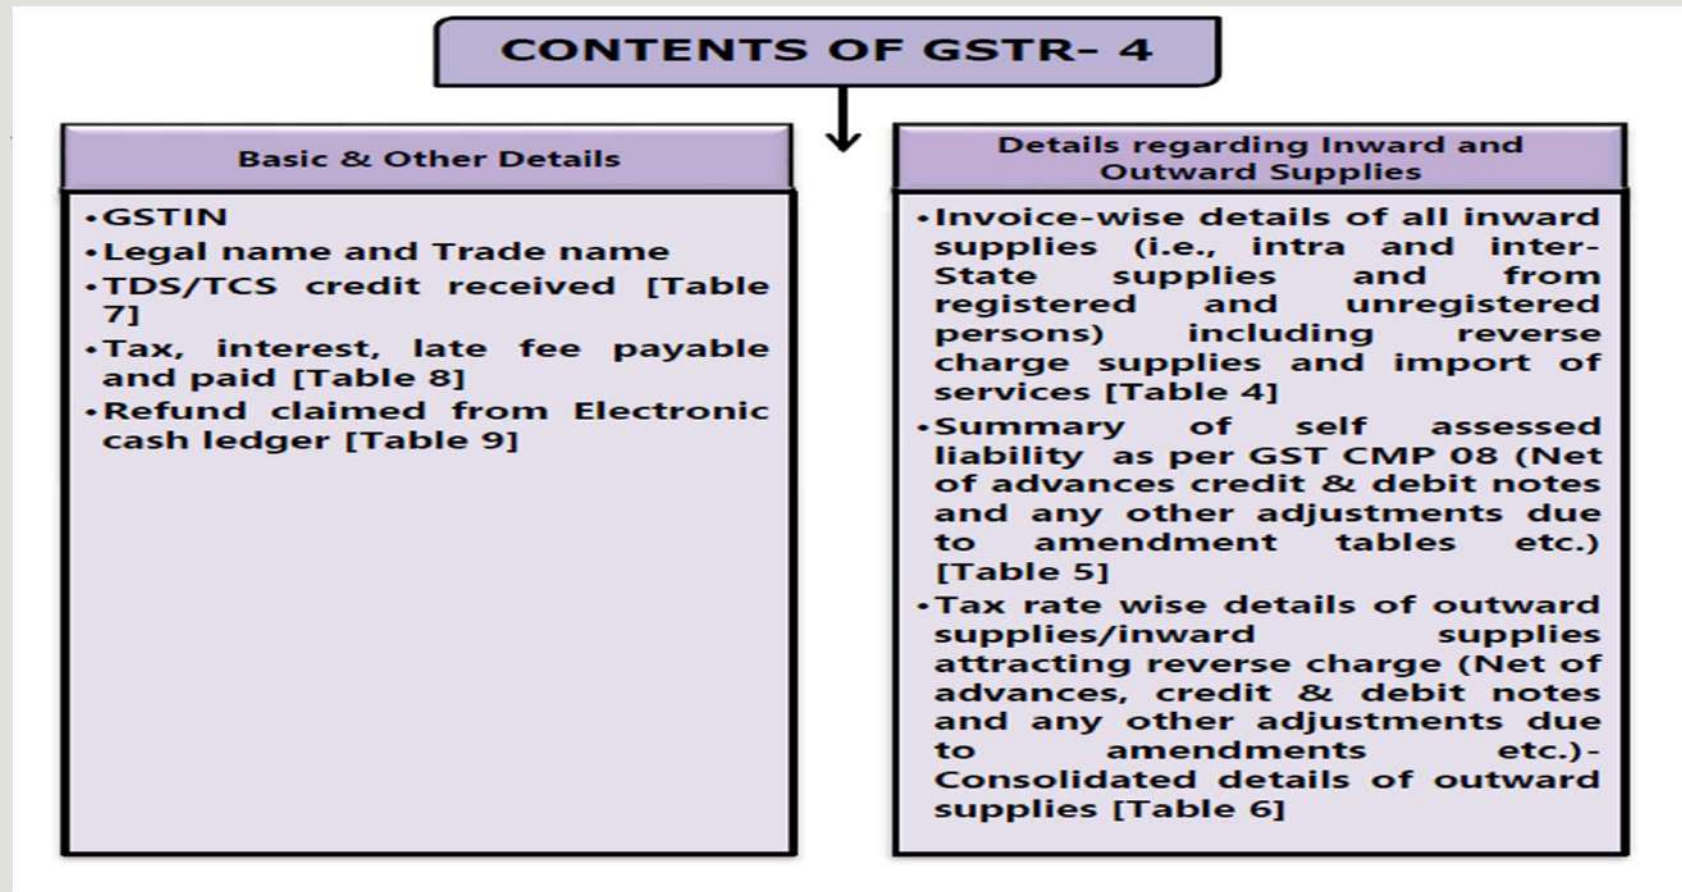 CONTENTS OF GSTR- 4
Basic & Other Details
•GSTIN
•Legal name and Trade name
•TDS/TCS credit received [Table
7]
•Tax, interest, late fee payable
and paid [Table 8]
•Refund claimed from Electronic
cash ledger [Table 9]
Details regarding Inward and
Outward Supplies
•Invoice-wise details of all inward
supplies (i.e., intra and inter-
State supplies and from
registered and unregistered
persons) including reverse
charge supplies and import of
services [Table 4]
•Summary of self assessed
liability as per GST CMP 08 (Net
of advances credit & debit notes
and any other adjustments due
to amendment tables etc.)
[Table 5]
•Tax rate wise details of outward
supplies/inward supplies
attracting reverse charge (Net of
advances, credit & debit notes
and any other adjustments due
to amendments etc.)-
Consolidated details of outward
supplies [Table 6]